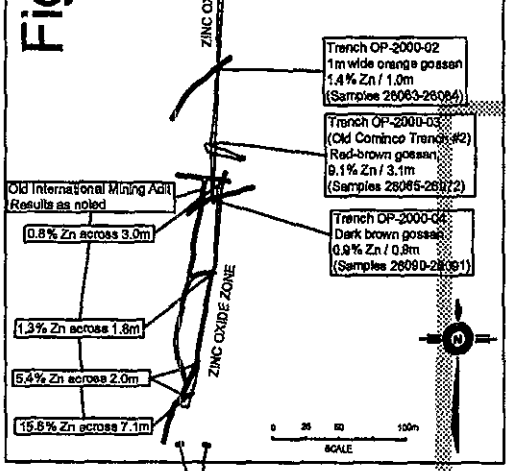 Fig
ZINC OX
Trench OP-2000-02
1m wide orange gossan
1.4% Zn / 1.0m
(Samples 26063-26064)
Trench OP-2000-03
(Old Cominco Trench #2)
Red-brown gossan,
9.1% Zn / 3.1m
(Samples 26065-26072)
Old International Mining Adit
Results as noted
0.8% Zn across 3.0m
Trench OP-2000-04
Dark brown gossan
0.9% Zn / 0.8m
(Samples 26090-26091)
ZINC OXIDE ZONE
1.3% Zn across 1.8m
5.4% Zn across 2.0m
15.6% Zn across 7.1m
N
0 25 50 100m
SCALE